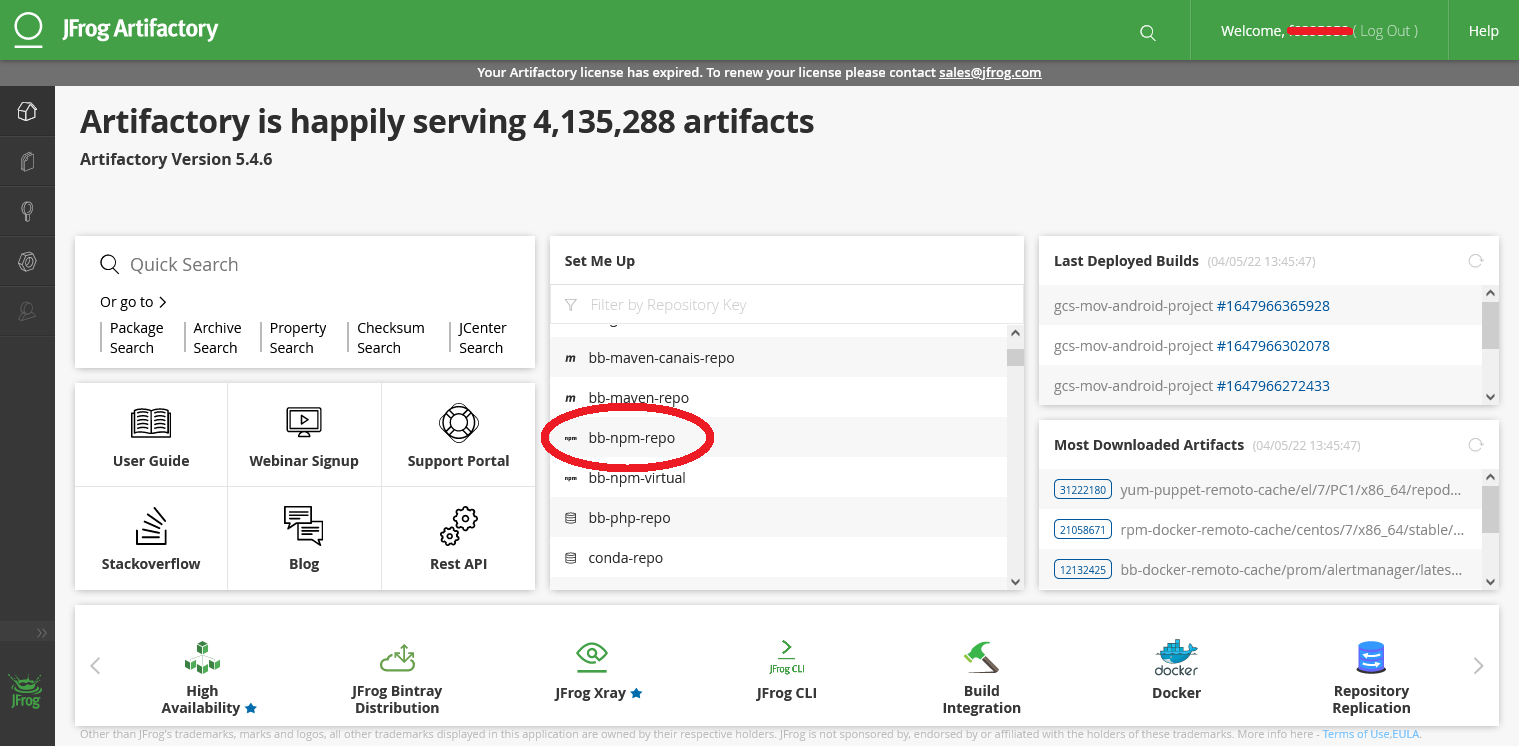 JFrog Artifactory
Welcome, ( Log Out )
Help
Your Artifactory license has expired. To renew your license please contact sales@jfrog.com
Artifactory is happily serving 4,135,288 artifacts
Artifactory Version 5.4.6
Quick Search
Or go to
Package Search
Archive Search
Property Search
Checksum Search
JCenter Search
User Guide
Webinar Signup
Support Portal
Stackoverflow
Blog
Rest API
Set Me Up
Filter by Repository Key
m bb-maven-canais-repo
m bb-maven-repo
npm bb-npm-repo
npm bb-npm-virtual
bb-php-repo
conda-repo
Last Deployed Builds (04/05/22 13:45:47)
gcs-mov-android-project #1647966365928
gcs-mov-android-project #1647966302078
gcs-mov-android-project #1647966272433
Most Downloaded Artifacts (04/05/22 13:45:47)
31222180 yum-puppet-remoto-cache/el/7/PC1/x86_64/repod...
21058671 rpm-docker-remoto-cache/centos/7/x86_64/stable/...
12132425 bb-docker-remoto-cache/prom/alertmanager/lates...
High Availability
JFrog Bintray Distribution
JFrog Xray
JFrog CLI
JFrog CLI
Build Integration
docker
Docker
Repository Replication
JFrog
Other than JFrog's trademarks, marks and logos, all other trademarks displayed in this application are owned by their respective holders. JFrog is not sponsored by, endorsed by or affiliated with the holders of these trademarks. More info here - Terms of Use,EULA.